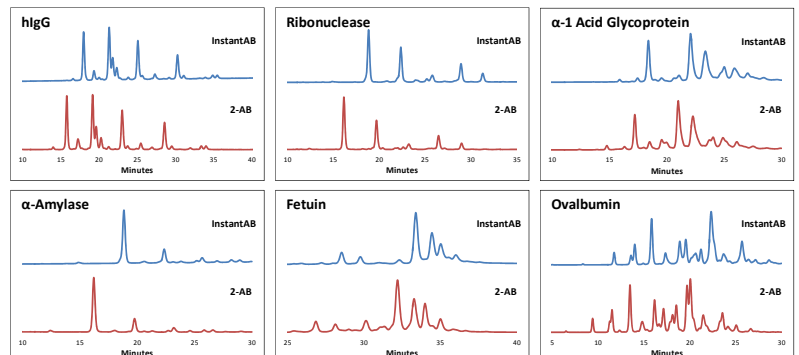 hIgG
InstantAB
2-AB
10 15 20 25 30 35 40
Minutes
Ribonuclease
InstantAB
2-AB
10 15 20 25 30 35
Minutes
α-1 Acid Glycoprotein
InstantAB
2-AB
10 15 20 25 30
Minutes
α-Amylase
InstantAB
2-AB
10 15 20 25 30
Minutes
Fetuin
InstantAB
2-AB
25 30 35 40
Minutes
Ovalbumin
InstantAB
2-AB
5 10 15 20 25 30
Minutes